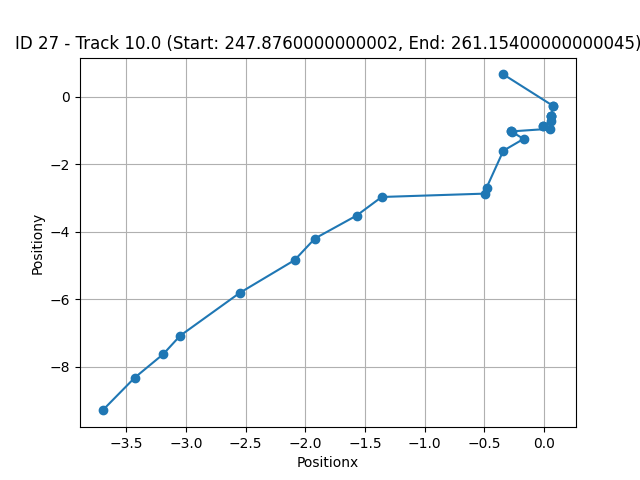 ID 27 - Track 10.0 (Start: 247.8760000000002, End: 261.15400000000045)
0
−2
−4
−6
−8
Positiony
−3.5 −3.0 −2.5 −2.0 −1.5 −1.0 −0.5 0.0
Positionx